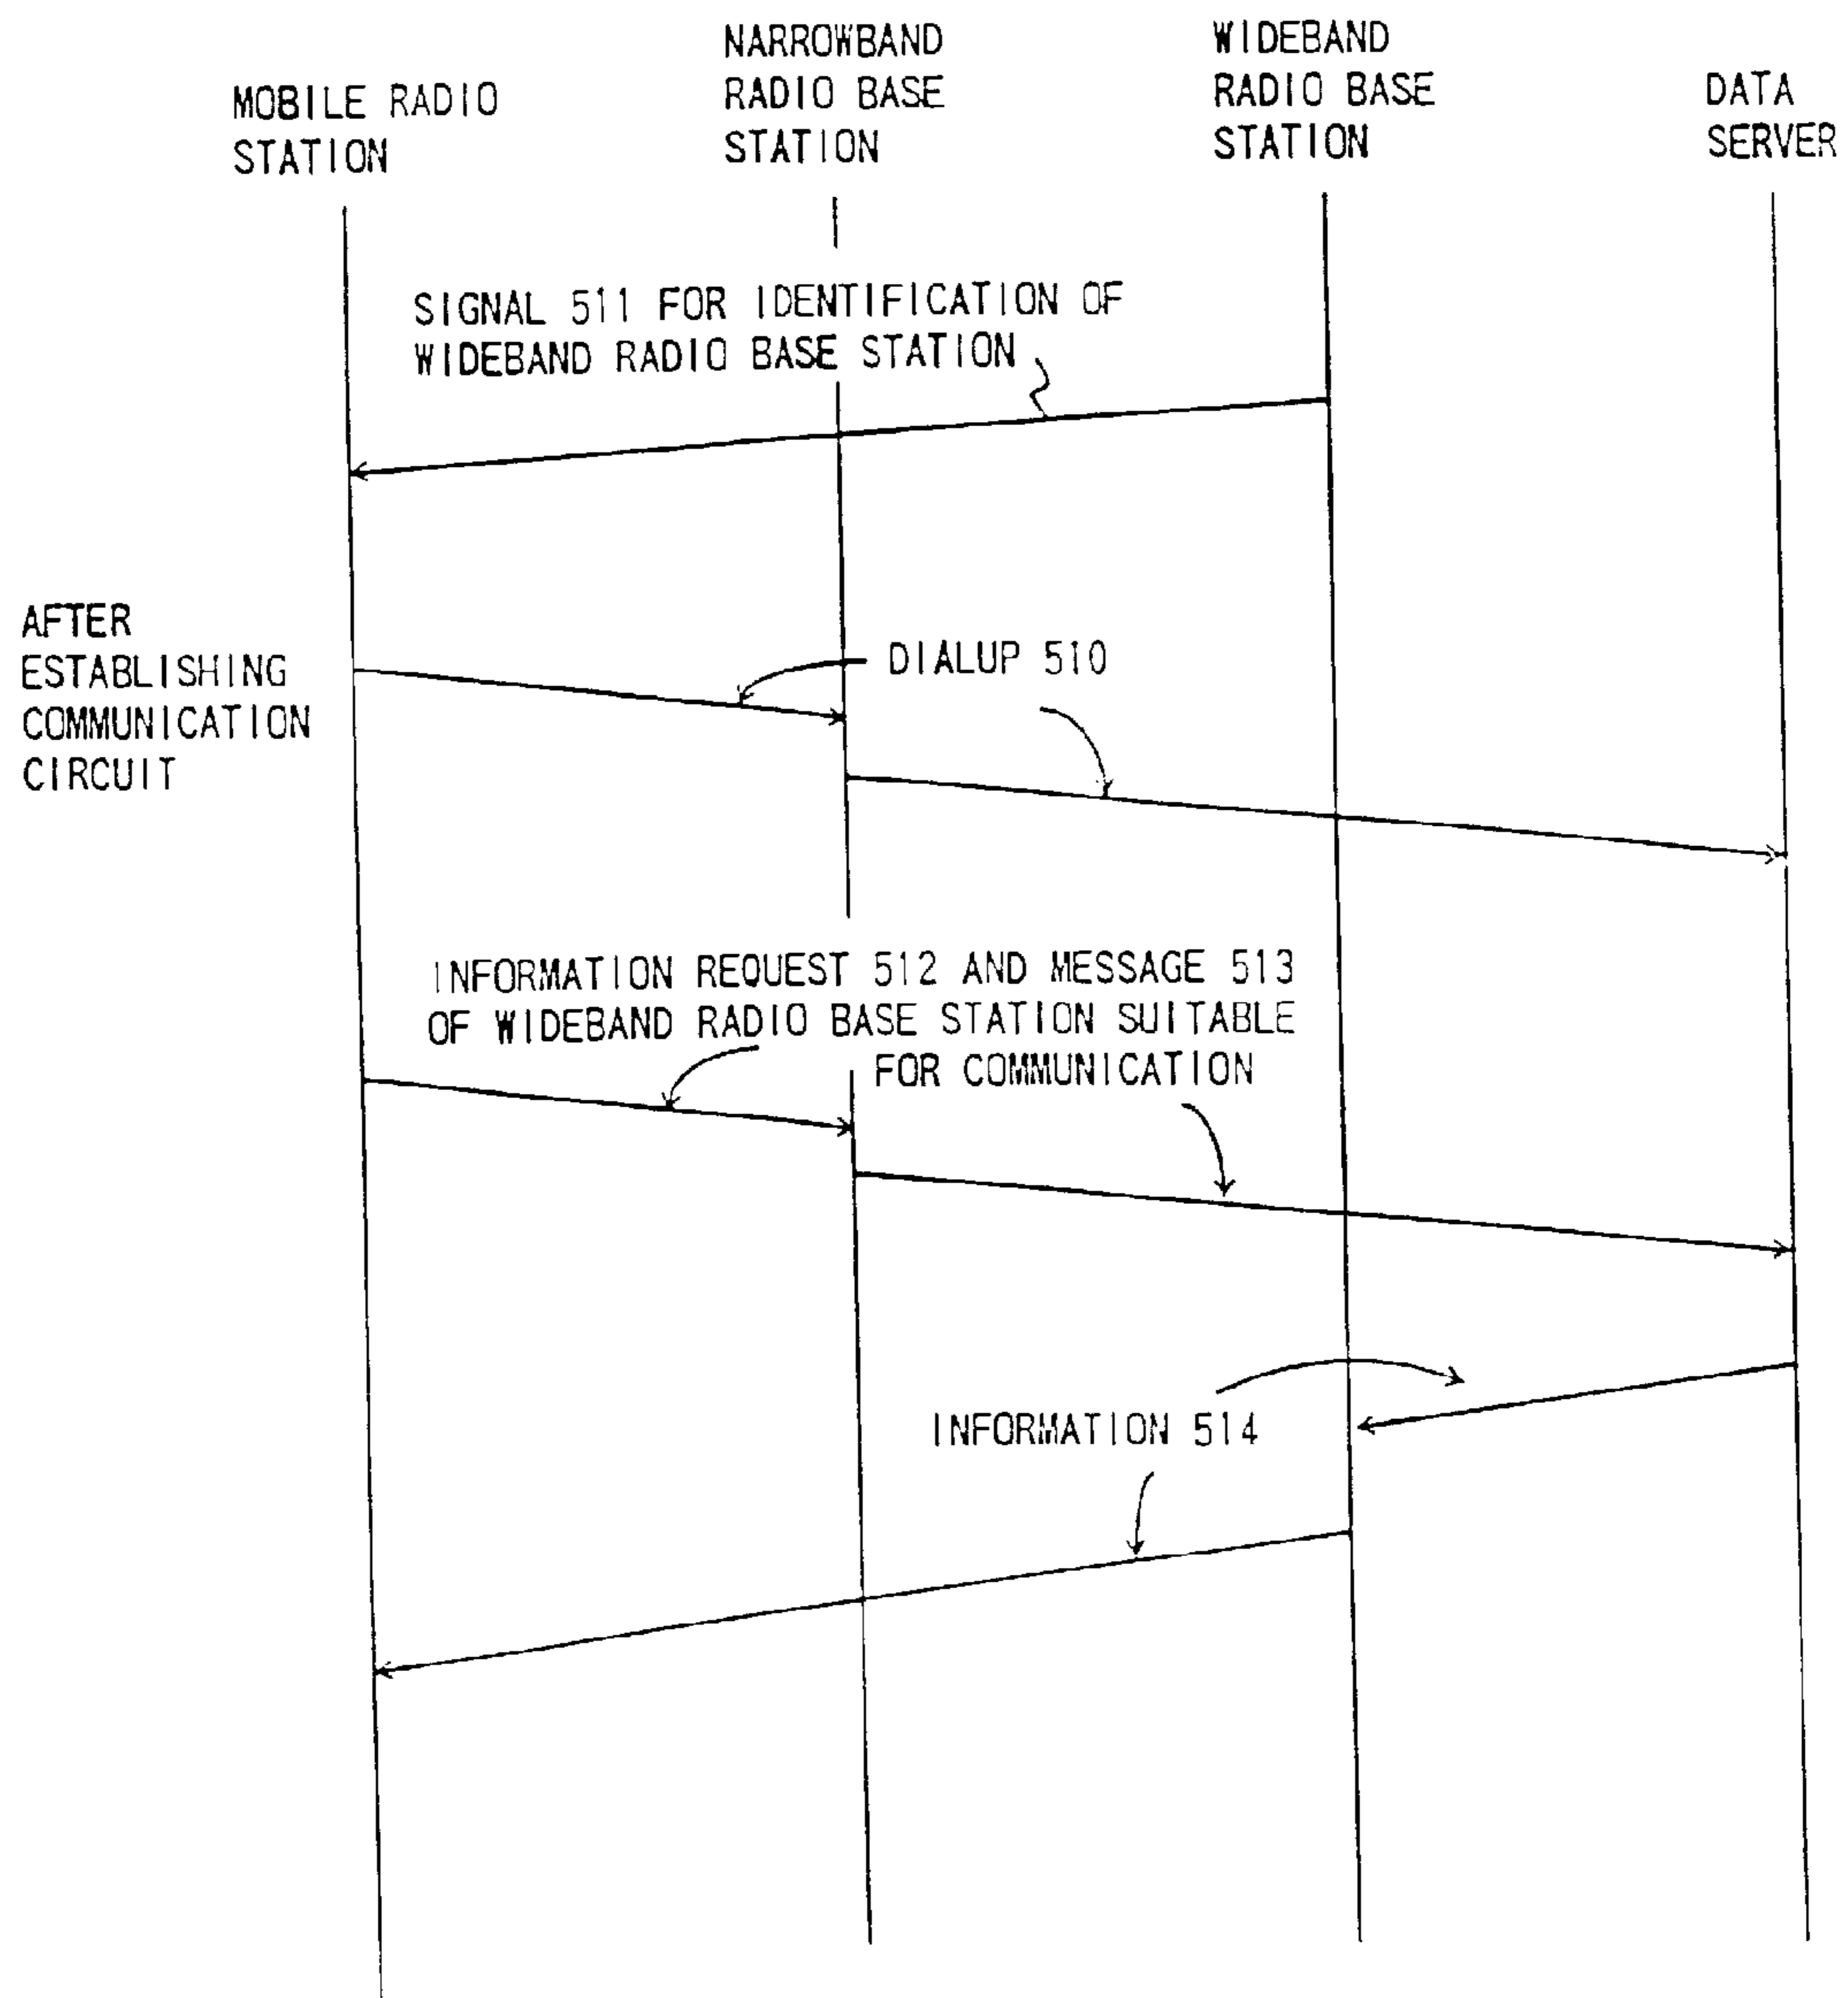 MOBILE RADIO
STATION
NARROWBAND
RADIO BASE
STATION
WIDEBAND
RADIO BASE
STATION
DATA
SERVER
SIGNAL 511 FOR IDENTIFICATION OF
WIDEBAND RADIO BASE STATION
AFTER
ESTABLISHING
COMMUNICATION
CIRCUIT
DIALUP 510
INFORMATION REQUEST 512 AND MESSAGE 513
OF WIDEBAND RADIO BASE STATION SUITABLE
FOR COMMUNICATION
INFORMATION 514